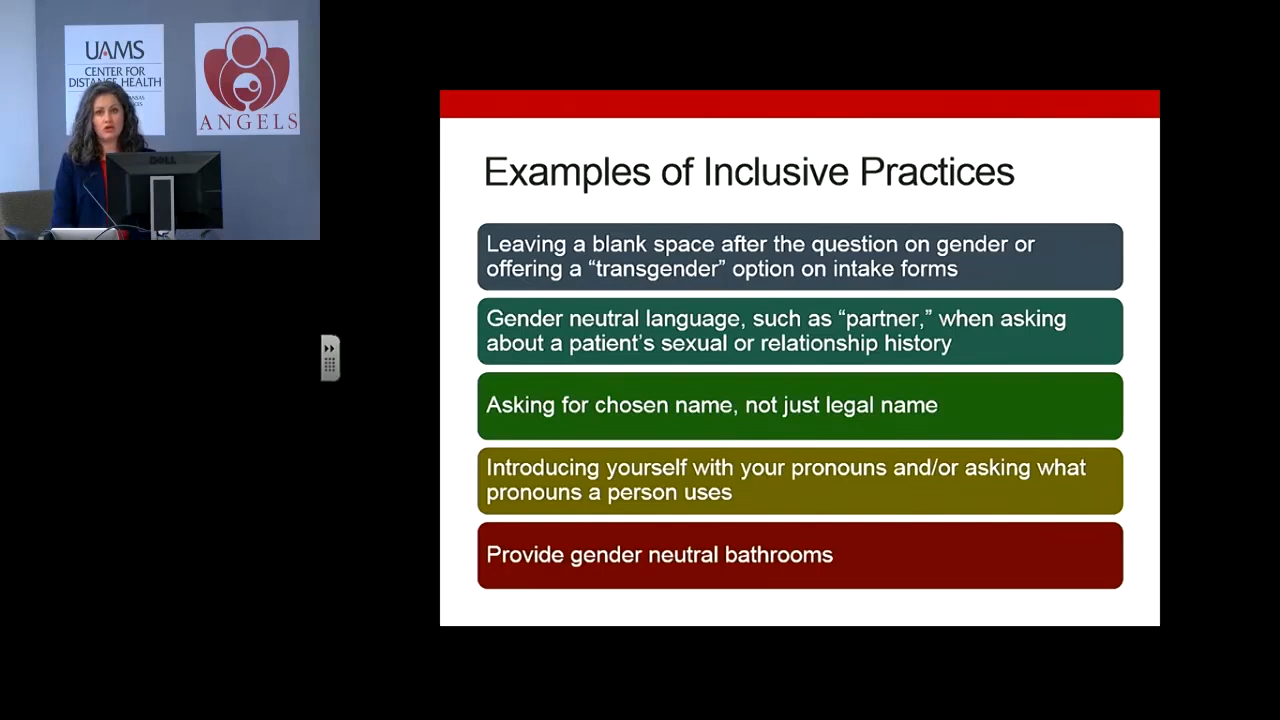 UAMS
CENTER FOR
DISTANCE HEALTH
ANGELS
DELL
Examples of Inclusive Practices
Leaving a blank space after the question on gender or
offering a “transgender” option on intake forms
Gender neutral language, such as “partner,” when asking
about a patient’s sexual or relationship history
Asking for chosen name, not just legal name
Introducing yourself with your pronouns and/or asking what
pronouns a person uses
Provide gender neutral bathrooms